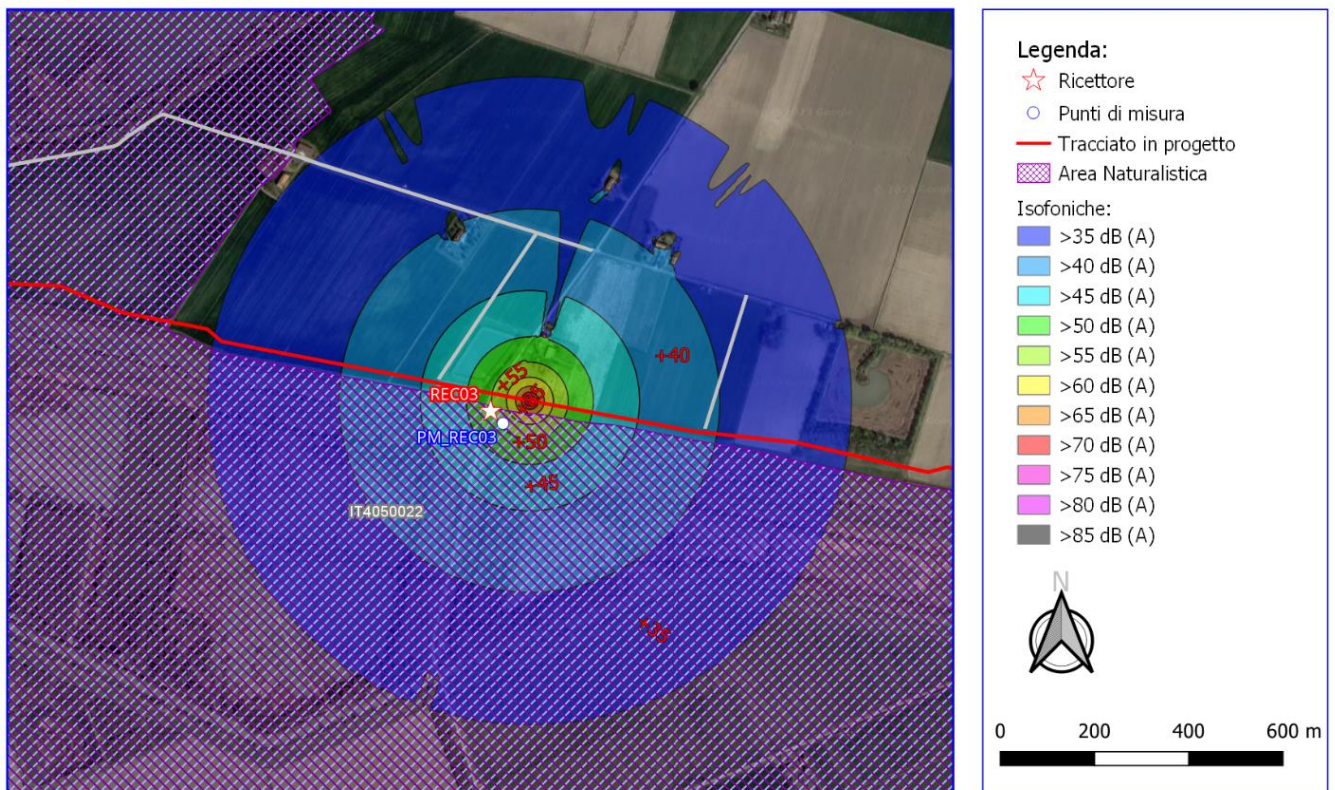 +40
+55
REC03
PM_REC03
+50
+45
IT4050022
+35
Legenda:
Ricettore
Punti di misura
Tracciato in progetto
Area Naturalistica
Isofoniche:
>35 dB (A)
>40 dB (A)
>45 dB (A)
>50 dB (A)
>55 dB (A)
>60 dB (A)
>65 dB (A)
>70 dB (A)
>75 dB (A)
>80 dB (A)
>85 dB (A)
N
0 200 400 600 m